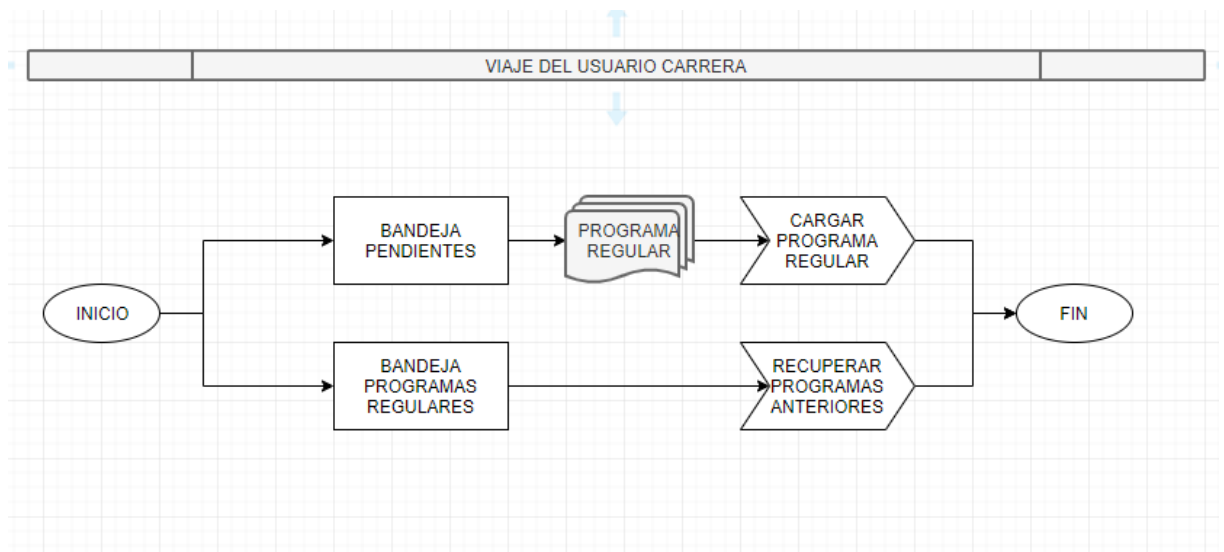 VIAJE DEL USUARIO CARRERA
BANDEJA
PENDIENTES
PROGRAMA
REGULAR
CARGAR
PROGRAMA
REGULAR
INICIO
FIN
BANDEJA
PROGRAMAS
REGULARES
RECUPERAR
PROGRAMAS
ANTERIORES